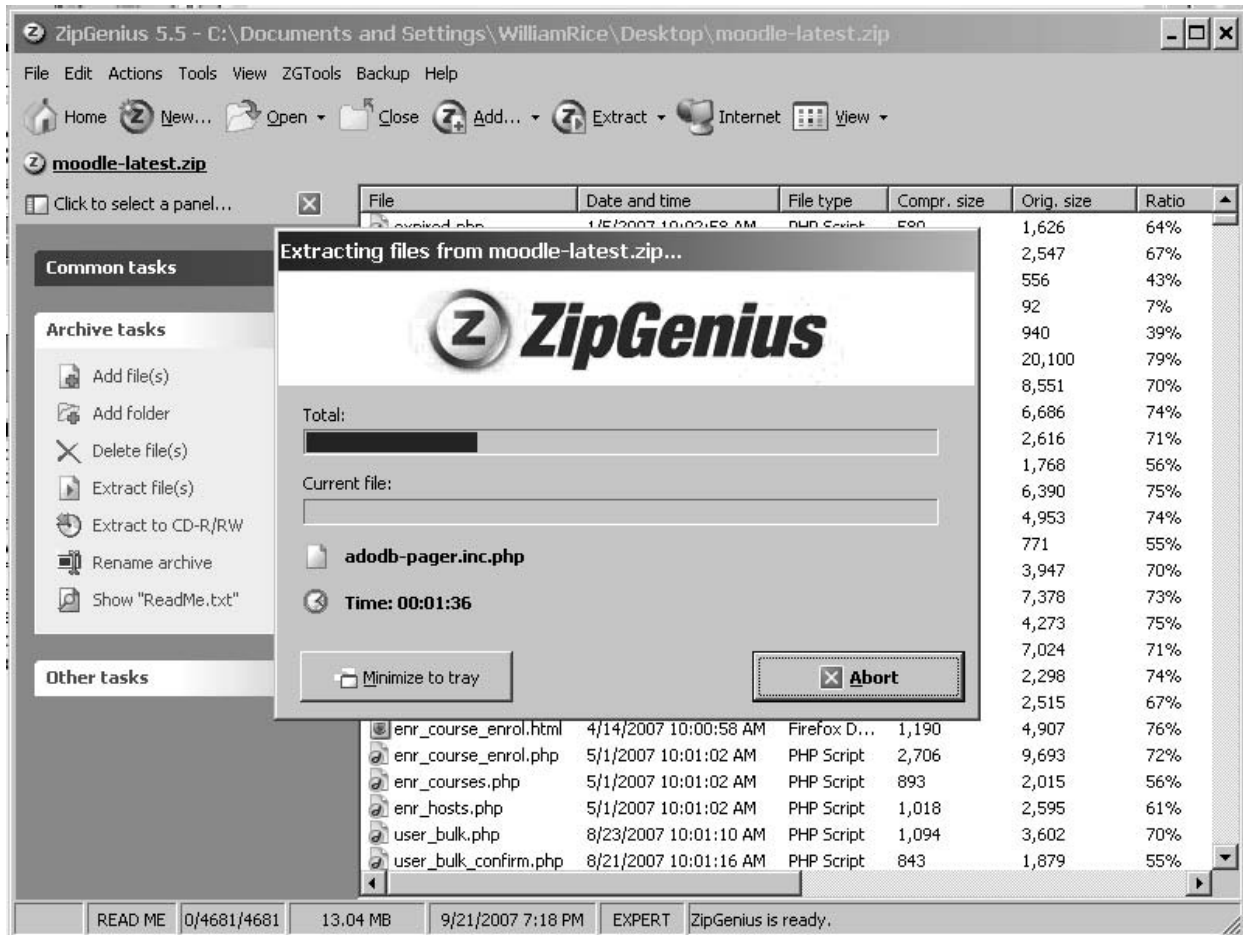 ZipGenius 5.5 - C:\Documents and Settings\WilliamRice\Desktop\moodle-latest.zip
File Edit Actions Tools View ZGTools Backup Help
Home New... Open Close Add... Extract Internet View
moodle-latest.zip
Click to select a panel...
File Date and time File type Compr. size Orig. size Ratio
expired.php 1/5/2007 10:02:58 AM PHP Script 580 1,626 64%
2,547 67%
556 43%
92 7%
940 39%
20,100 79%
8,551 70%
6,686 74%
2,616 71%
1,768 56%
6,390 75%
4,953 74%
771 55%
3,947 70%
7,378 73%
4,273 75%
7,024 71%
2,298 74%
2,515 67%
enr_course_enrol.html 4/14/2007 10:00:58 AM Firefox D... 1,190 4,907 76%
enr_course_enrol.php 5/1/2007 10:01:02 AM PHP Script 2,706 9,693 72%
enr_courses.php 5/1/2007 10:01:02 AM PHP Script 893 2,015 56%
enr_hosts.php 5/1/2007 10:01:02 AM PHP Script 1,018 2,595 61%
user_bulk.php 8/23/2007 10:01:10 AM PHP Script 1,094 3,602 70%
user_bulk_confirm.php 8/21/2007 10:01:16 AM PHP Script 843 1,879 55%
Common tasks
Archive tasks
Add file(s)
Add folder
Delete file(s)
Extract file(s)
Extract to CD-R/RW
Rename archive
Show "ReadMe.txt"
Other tasks
Extracting files from moodle-latest.zip...
Z ZipGenius
Total:
Current file:
adodb-pager.inc.php
Time: 00:01:36
Minimize to tray
Abort
READ ME 0/4681/4681 13.04 MB 9/21/2007 7:18 PM EXPERT ZipGenius is ready.